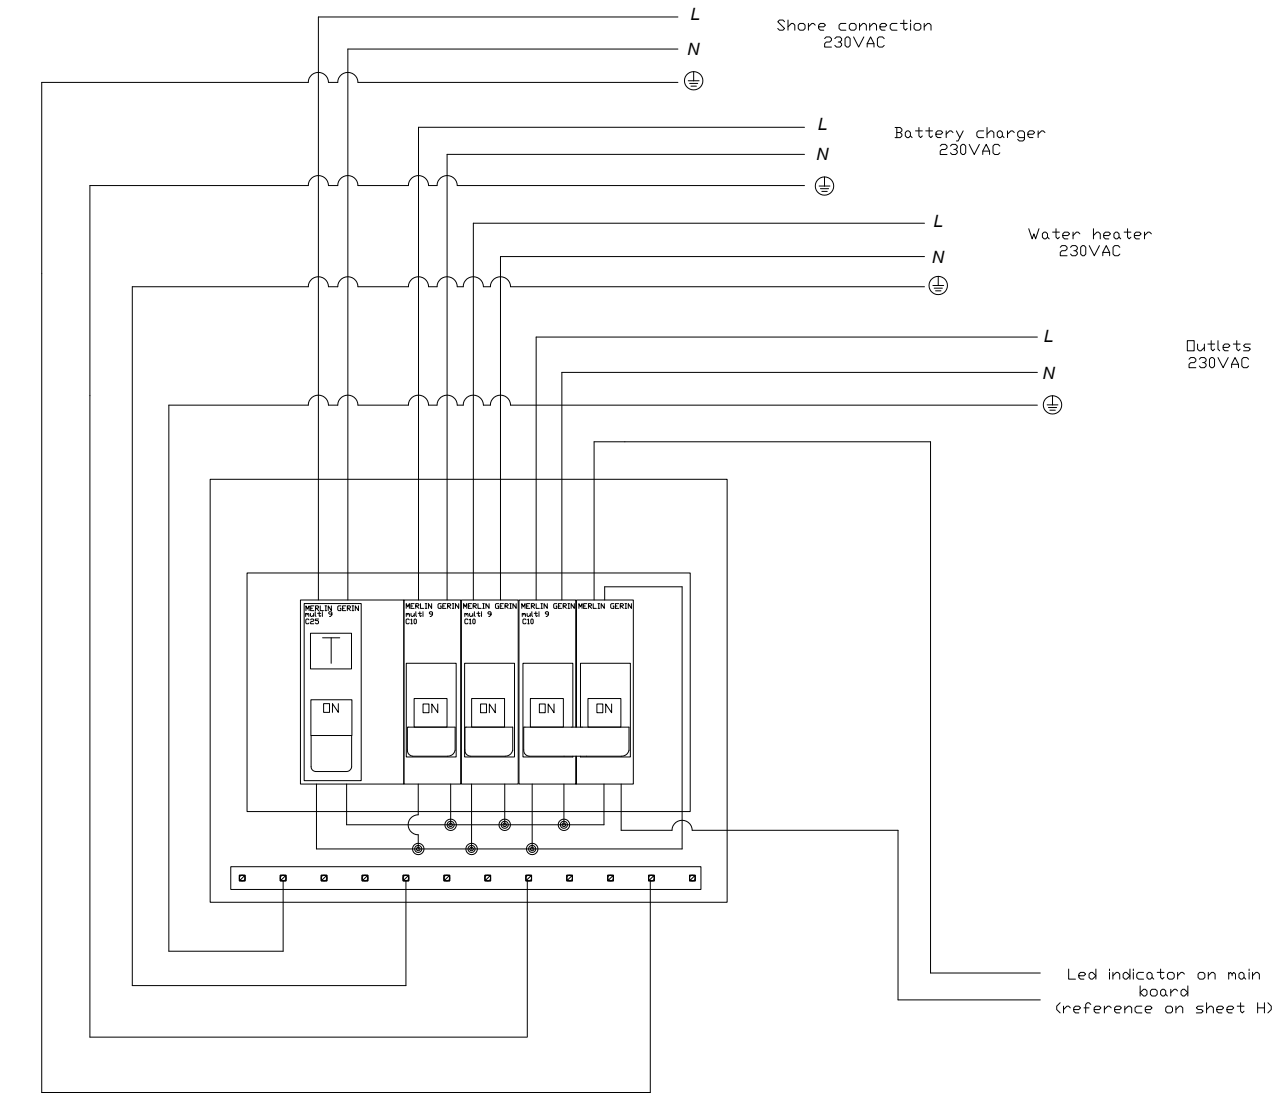 L
Shore connection
230VAC
N
L
Battery charger
230VAC
N
L
Water heater
230VAC
N
L
Outlets
230VAC
N
MERLIN GERIN
multi 9
C25
T
ON
MERLIN GERIN
multi 9
C10
ON
MERLIN GERIN
multi 9
C10
ON
MERLIN GERIN
multi 9
C10
ON
MERLIN GERIN
ON
Led indicator on main
board
(reference on sheet H)